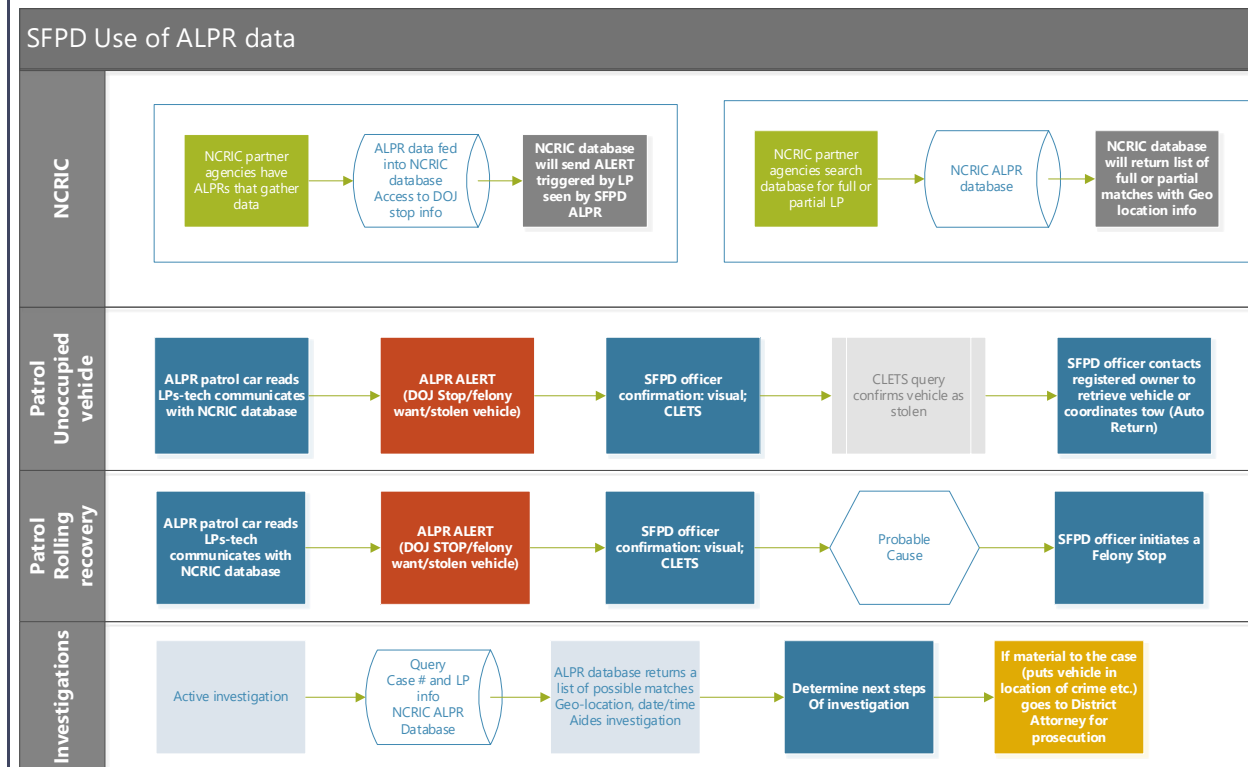 SFPD Use of ALPR data
NCRIC
NCRIC partner
agencies have
ALPRs that gather
data
ALPR data fed
into NCRIC
database
Access to DOJ
stop info
NCRIC database
will send ALERT
triggered by LP
seen by SFPD
ALPR
NCRIC partner
agencies search
database for full or
partial LP
NCRIC ALPR
database
NCRIC database
will return list of
full or partial
matches with Geo
location info
Patrol
Unoccupied
vehicle
ALPR patrol car reads
LPs-tech communicates
with NCRIC database
ALPR ALERT
(DOJ Stop/felony
want/stolen vehicle)
SFPD officer
confirmation: visual;
CLETS
CLETS query
confirms vehicle as
stolen
SFPD officer contacts
registered owner to
retrieve vehicle or
coordinates tow (Auto
Return)
Patrol
Rolling
recovery
ALPR patrol car reads
LPs-tech
communicates with
NCRIC database
ALPR ALERT
(DOJ STOP/felony
want/stolen vehicle)
SFPD officer
confirmation: visual;
CLETS
Probable
Cause
SFPD officer initiates a
Felony Stop
Investigations
Active investigation
Query
Case # and LP
info
NCRIC ALPR
Database
ALPR database returns a
list of possible matches
Geo-location, date/time
Aides investigation
Determine next steps
Of investigation
If material to the case
(puts vehicle in
location of crime etc.)
goes to District
Attorney for
prosecution